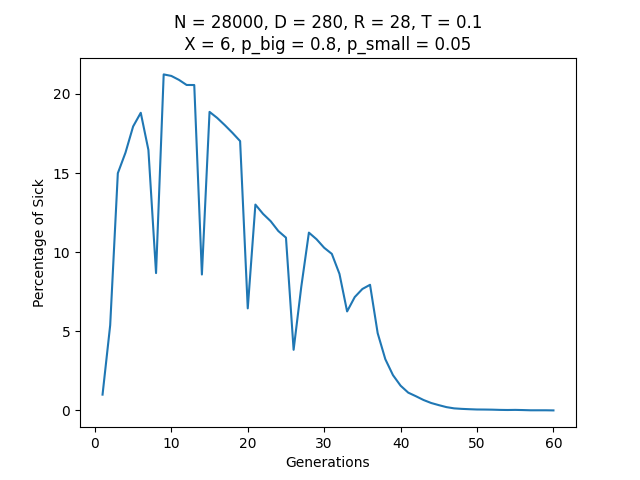 N = 28000, D = 280, R = 28, T = 0.1
X = 6, p_big = 0.8, p_small = 0.05
20
15
10
5
0
Percentage of Sick
0 10 20 30 40 50 60
Generations